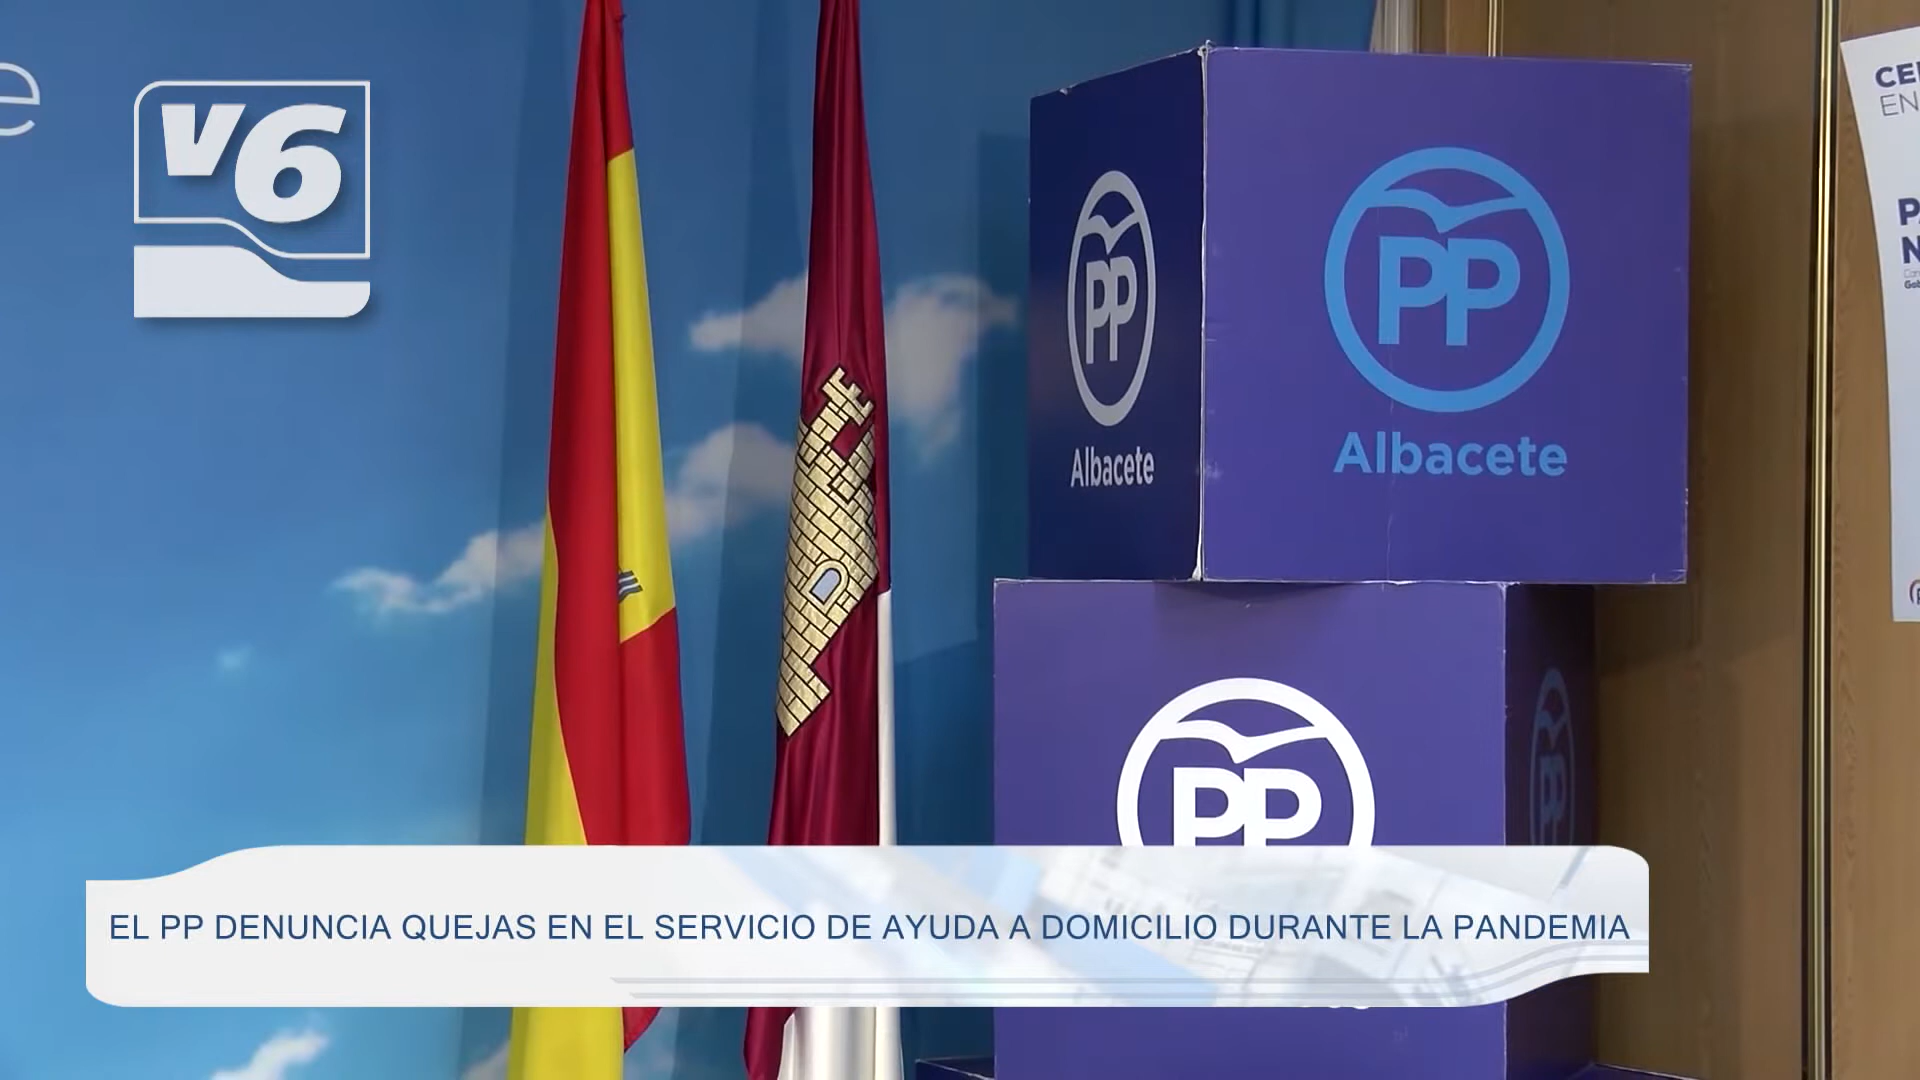 e
v6
PP
Albacete
PP
Albacete
PP
PP
EL PP DENUNCIA QUEJAS EN EL SERVICIO DE AYUDA A DOMICILIO DURANTE LA PANDEMIA